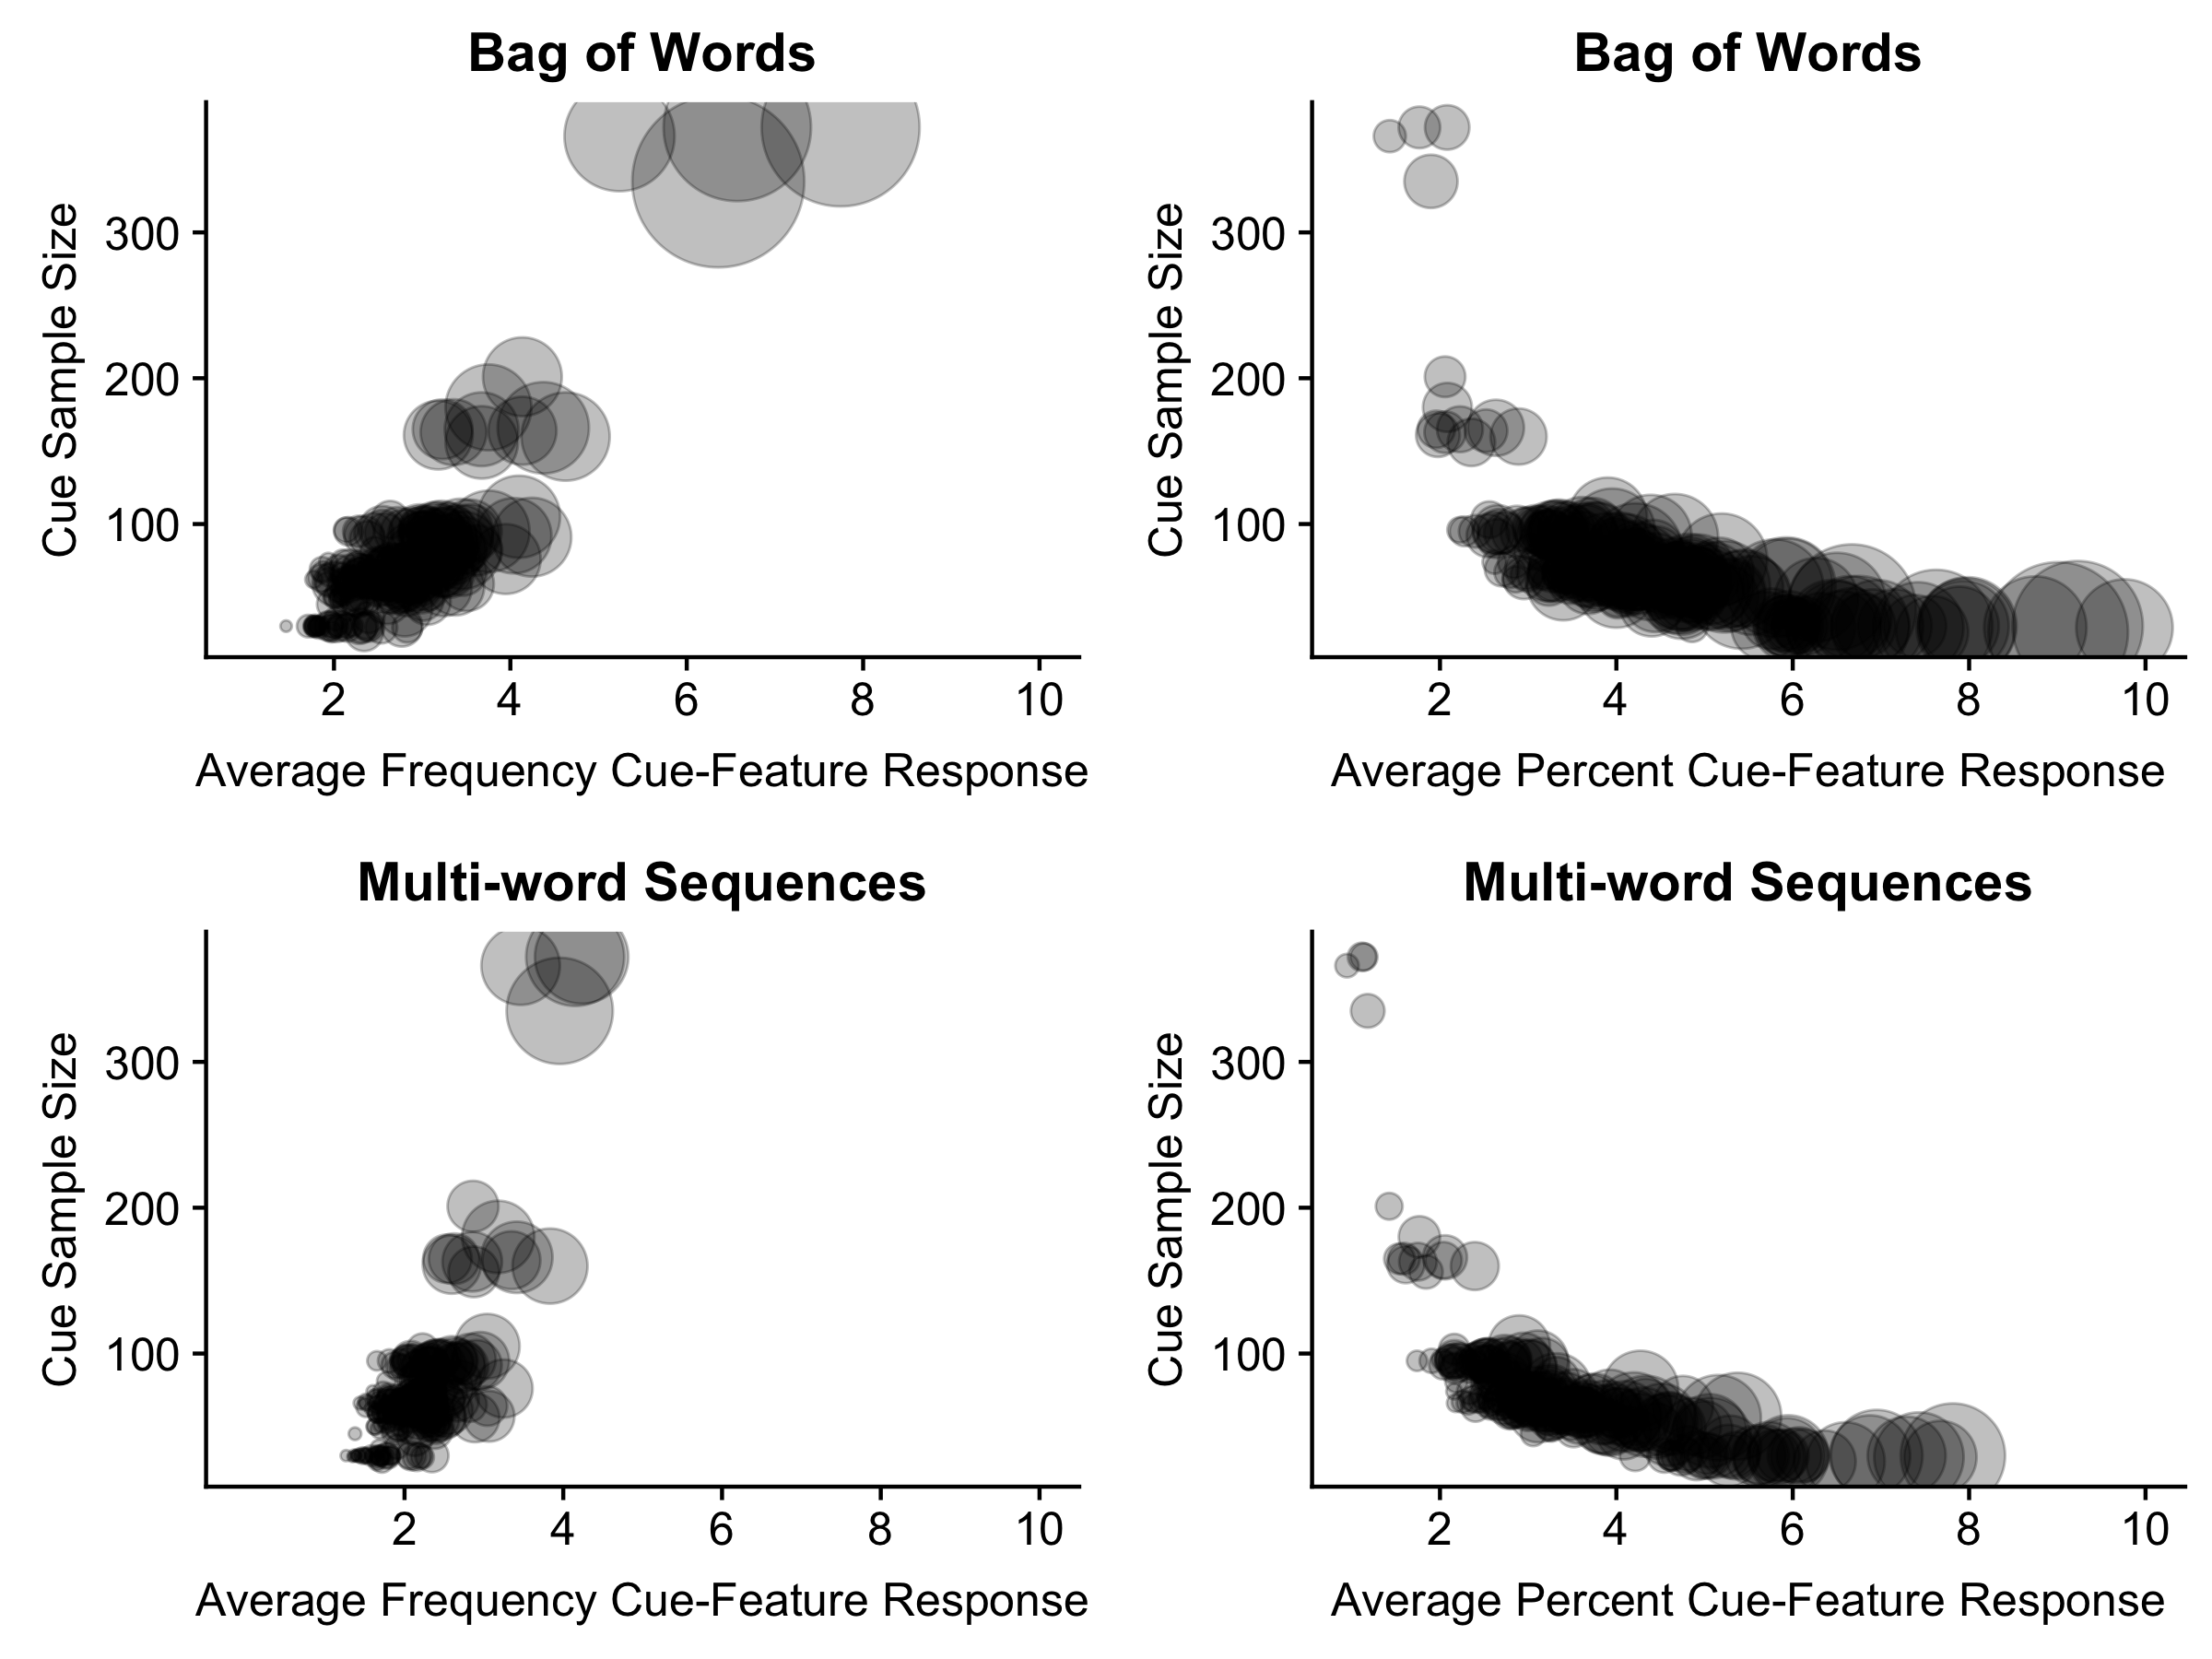 Bag of Words
Cue Sample Size
300
200
100
2 4 6 8 10
Average Frequency Cue-Feature Response
Bag of Words
Cue Sample Size
300
200
100
2 4 6 8 10
Average Percent Cue-Feature Response
Multi-word Sequences
Cue Sample Size
300
200
100
2 4 6 8 10
Average Frequency Cue-Feature Response
Multi-word Sequences
Cue Sample Size
300
200
100
2 4 6 8 10
Average Percent Cue-Feature Response